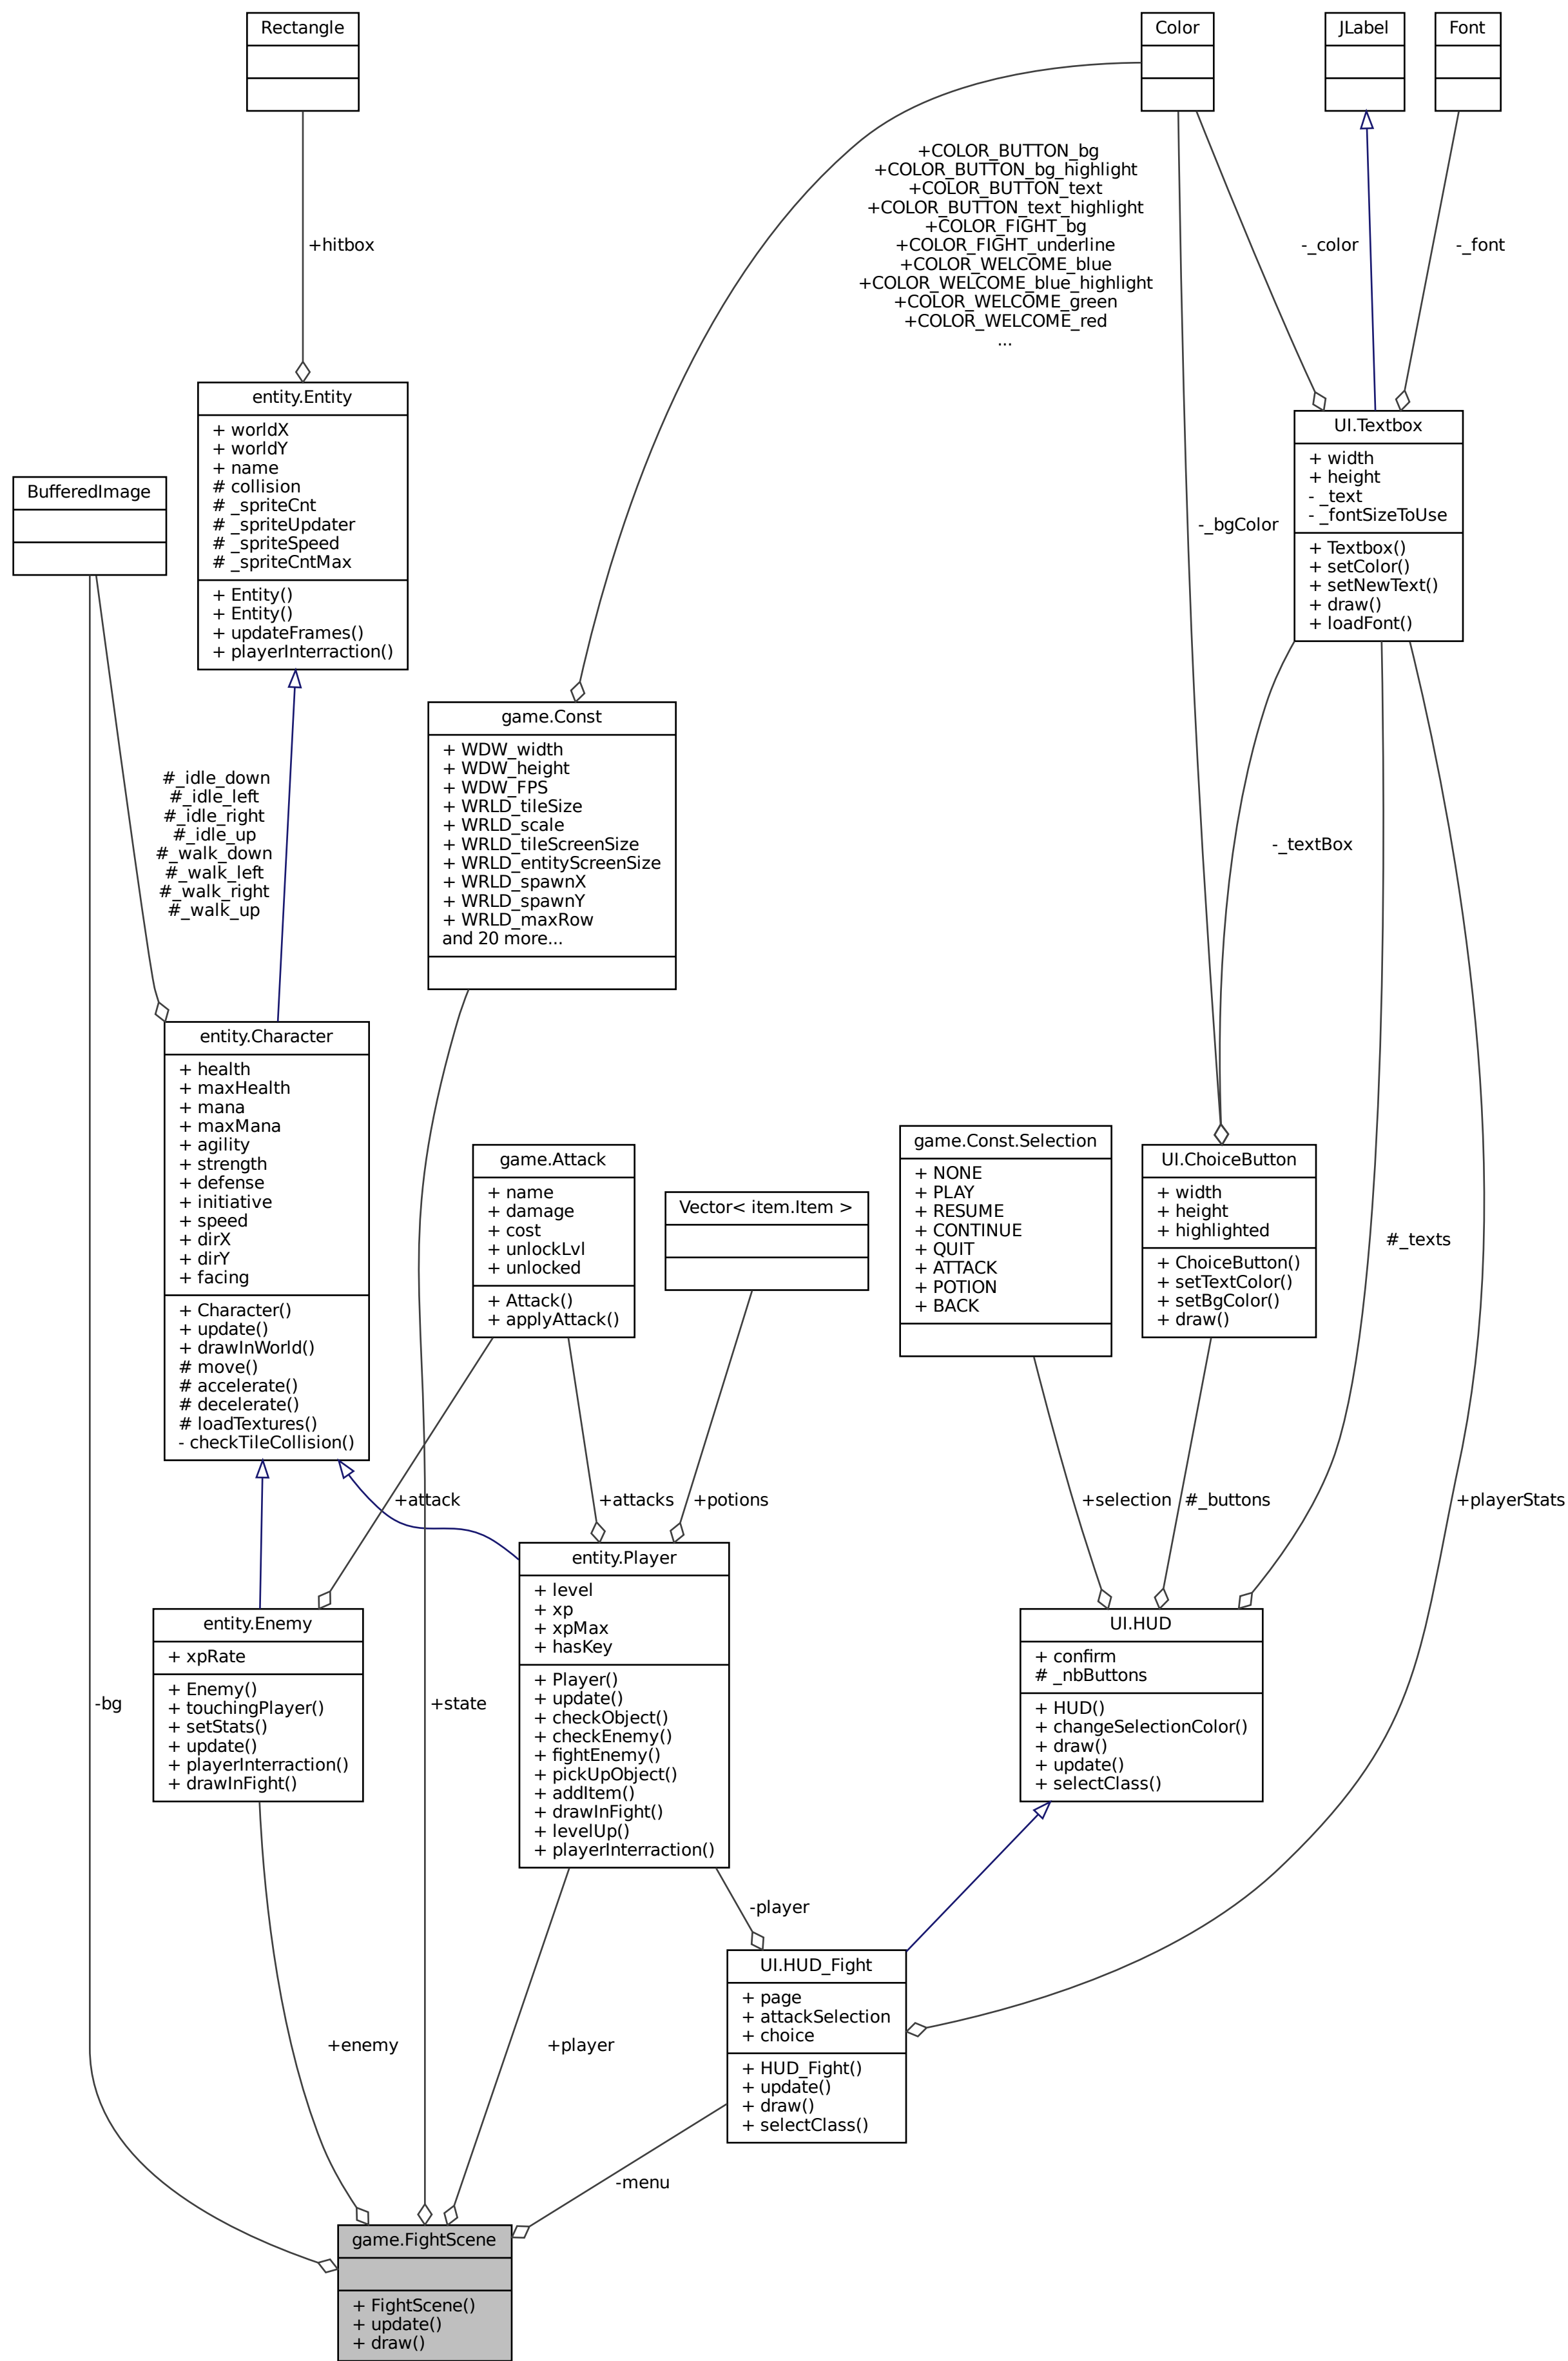 Rectangle
Color
JLabel
Font
+COLOR_BUTTON_bg
+COLOR_BUTTON_bg_highlight
+COLOR_BUTTON_text
+COLOR_BUTTON_text_highlight
+COLOR_FIGHT_bg
+COLOR_FIGHT_underline
+COLOR_WELCOME_blue
+COLOR_WELCOME_blue_highlight
+COLOR_WELCOME_green
+COLOR_WELCOME_red
...
+hitbox
-_color
-_font
entity.Entity
+ worldX
+ worldY
+ name
# collision
# _spriteCnt
# _spriteUpdater
# _spriteSpeed
# _spriteCntMax
+ Entity()
+ Entity()
+ updateFrames()
+ playerInterraction()
UI.Textbox
+ width
+ height
- _text
- _fontSizeToUse
+ Textbox()
+ setColor()
+ setNewText()
+ draw()
+ loadFont()
BufferedImage
-_bgColor
game.Const
+ WDW_width
+ WDW_height
+ WDW_FPS
+ WRLD_tileSize
+ WRLD_scale
+ WRLD_tileScreenSize
+ WRLD_entityScreenSize
+ WRLD_spawnX
+ WRLD_spawnY
+ WRLD_maxRow
and 20 more...
#_idle_down
#_idle_left
#_idle_right
#_idle_up
#_walk_down
#_walk_left
#_walk_right
#_walk_up
-_textBox
entity.Character
+ health
+ maxHealth
+ mana
+ maxMana
+ agility
+ strength
+ defense
+ initiative
+ speed
+ dirX
+ dirY
+ facing
+ Character()
+ update()
+ drawInWorld()
# move()
# accelerate()
# decelerate()
# loadTextures()
- checkTileCollision()
game.Attack
+ name
+ damage
+ cost
+ unlockLvl
+ unlocked
+ Attack()
+ applyAttack()
Vector< item.Item >
game.Const.Selection
+ NONE
+ PLAY
+ RESUME
+ CONTINUE
+ QUIT
+ ATTACK
+ POTION
+ BACK
UI.ChoiceButton
+ width
+ height
+ highlighted
+ ChoiceButton()
+ setTextColor()
+ setBgColor()
+ draw()
#_texts
+attack
+attacks
+potions
+selection
#_buttons
+playerStats
entity.Enemy
+ xpRate
+ Enemy()
+ touchingPlayer()
+ setStats()
+ update()
+ playerInterraction()
+ drawInFight()
entity.Player
+ level
+ xp
+ xpMax
+ hasKey
+ Player()
+ update()
+ checkObject()
+ checkEnemy()
+ fightEnemy()
+ pickUpObject()
+ addItem()
+ drawInFight()
+ levelUp()
+ playerInterraction()
UI.HUD
+ confirm
# _nbButtons
+ HUD()
+ changeSelectionColor()
+ draw()
+ update()
+ selectClass()
-bg
+state
-player
UI.HUD_Fight
+ page
+ attackSelection
+ choice
+ HUD_Fight()
+ update()
+ draw()
+ selectClass()
+enemy
+player
-menu
game.FightScene
+ FightScene()
+ update()
+ draw()